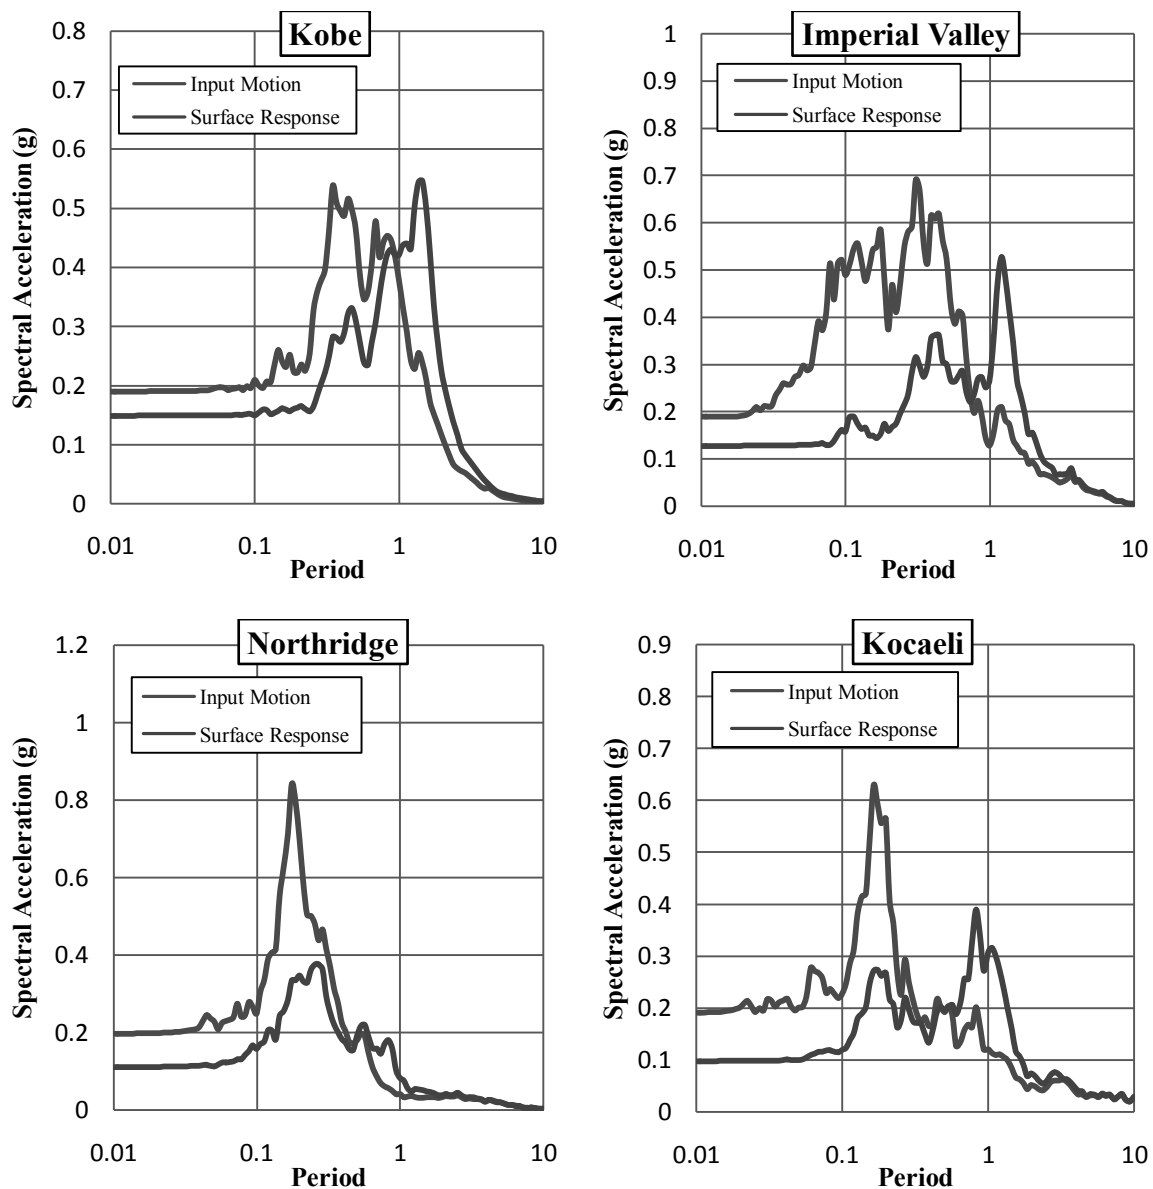 Kobe
0.8
0.7
0.6
0.5
0.4
0.3
0.2
0.1
0
Spectral Acceleration (g)
Input Motion
Surface Response
0.01 0.1 1 10
Period
Imperial Valley
1
0.9
0.8
0.7
0.6
0.5
0.4
0.3
0.2
0.1
0
Spectral Acceleration (g)
Input Motion
Surface Response
0.01 0.1 1 10
Period
Northridge
1.2
1
0.8
0.6
0.4
0.2
0
Spectral Acceleration (g)
Input Motion
Surface Response
0.01 0.1 1 10
Period
Kocaeli
0.9
0.8
0.7
0.6
0.5
0.4
0.3
0.2
0.1
0
Spectral Acceleration (g)
Input Motion
Surface Response
0.01 0.1 1 10
Period